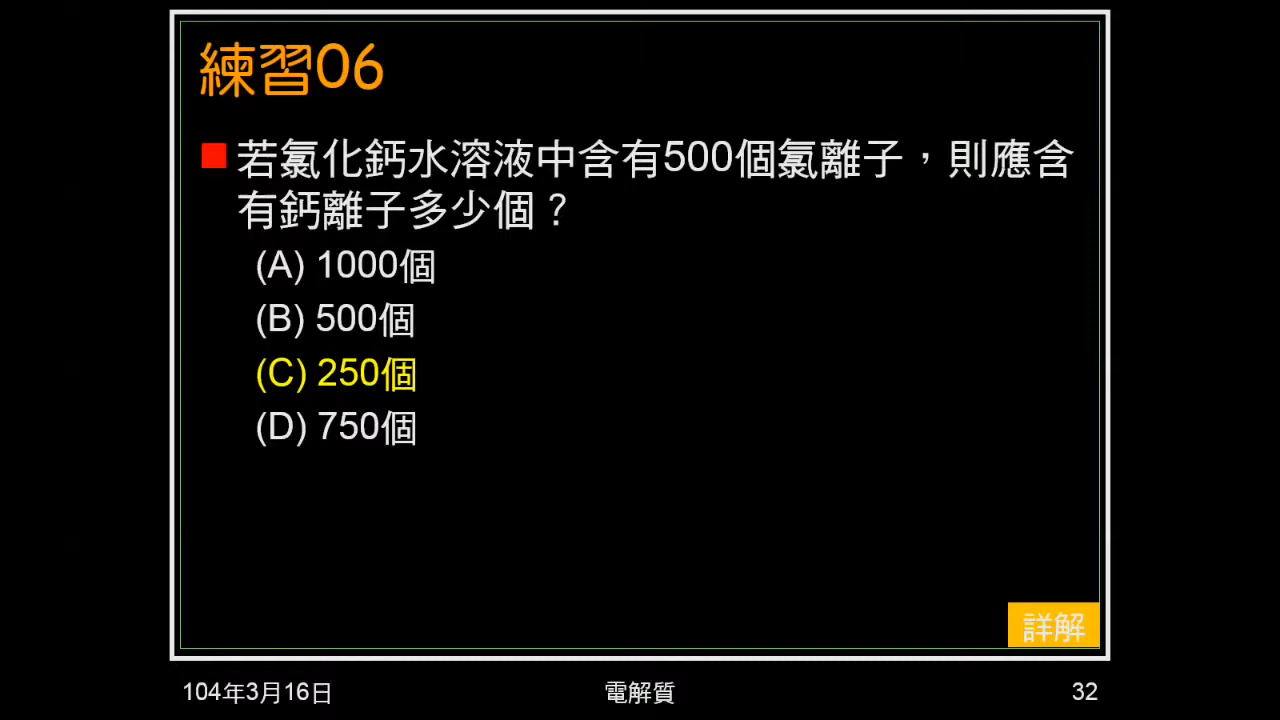 練習06
若氯化鈣水溶液中含有500個氯離子，則應含
有鈣離子多少個？
(A) 1000個
(B) 500個
(C) 250個
(D) 750個
詳解
104年3月16日
電解質
32